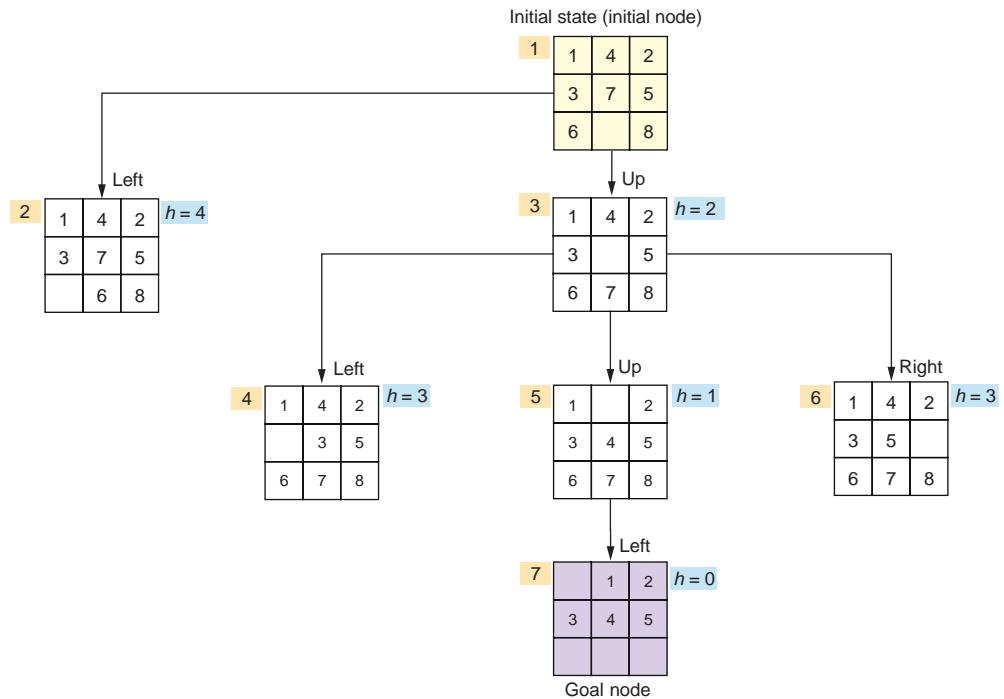 Initial state (initial node)
1
1 4 2
3 7 5
6 8
Left
Up
2
1 4 2
h = 4
3 7 5
6 8
3
1 4 2
h = 2
3 5
6 7 8
Left
Up
Right
4
1 4 2
h = 3
3 5
6 7 8
5
1 2
h = 1
3 4 5
6 7 8
6
1 4 2
h = 3
3 5
6 7 8
Left
7
1 2
h = 0
3 4 5
Goal node